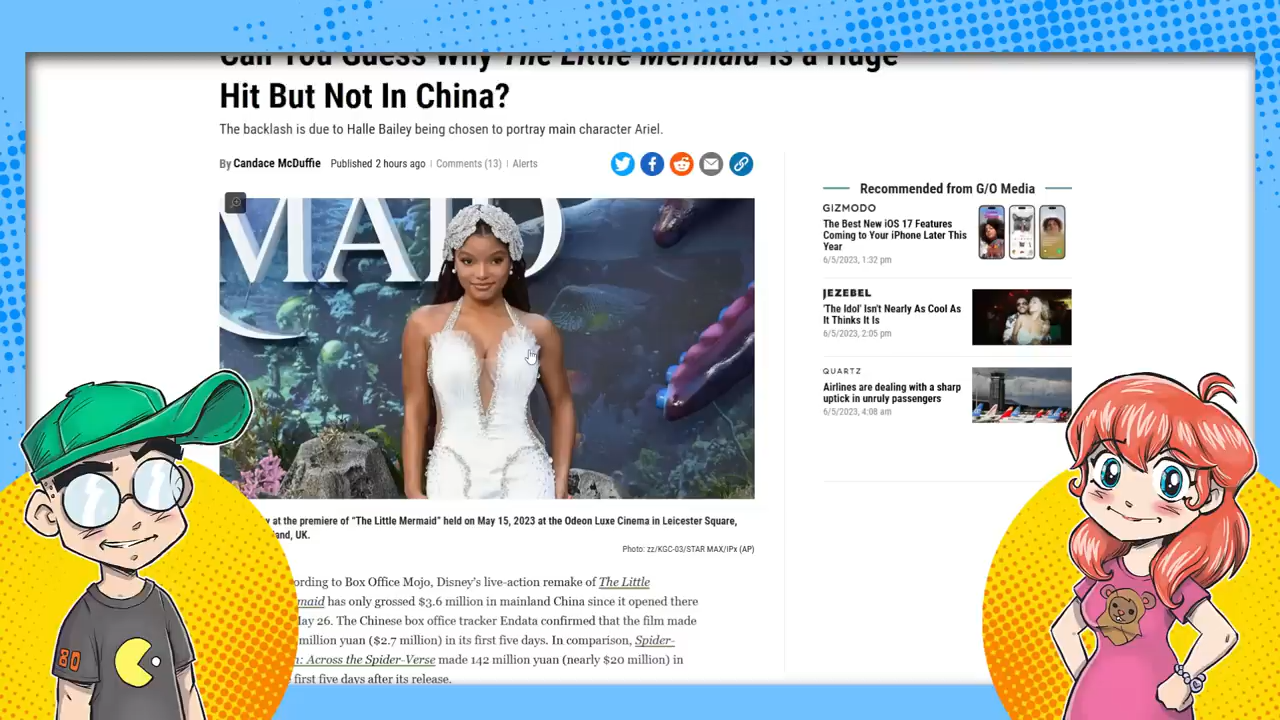 Can You Guess Why The Little Mermaid Is a Huge
Hit But Not In China?
The backlash is due to Halle Bailey being chosen to portray main character Ariel.
By Candace McDuffie Published 2 hours ago | Comments (13) | Alerts
MAID
at the premiere of “The Little Mermaid” held on May 15, 2023 at the Odeon Luxe Cinema in Leicester Square,
UK.
Photo: zz/KGC-03/STAR MAX/IPx (AP)
Box Office Mojo, Disney’s live-action remake of The Little
has only grossed $3.6 million in mainland China since it opened there
26. The Chinese box office tracker Endata confirmed that the film made
million yuan ($2.7 million) in its first five days. In comparison, Spider-
: Across the Spider-Verse made 142 million yuan (nearly $20 million) in
first five days after its release.
Recommended from G/O Media
GIZMODO
The Best New iOS 17 Features
Coming to Your iPhone Later This
Year
6/5/2023, 1:32 pm
JEZEBEL
'The Idol' Isn't Nearly As Cool As
It Thinks It Is
6/5/2023, 2:05 pm
QUARTZ
Airlines are dealing with a sharp
uptick in unruly passengers
6/5/2023, 4:08 am
80